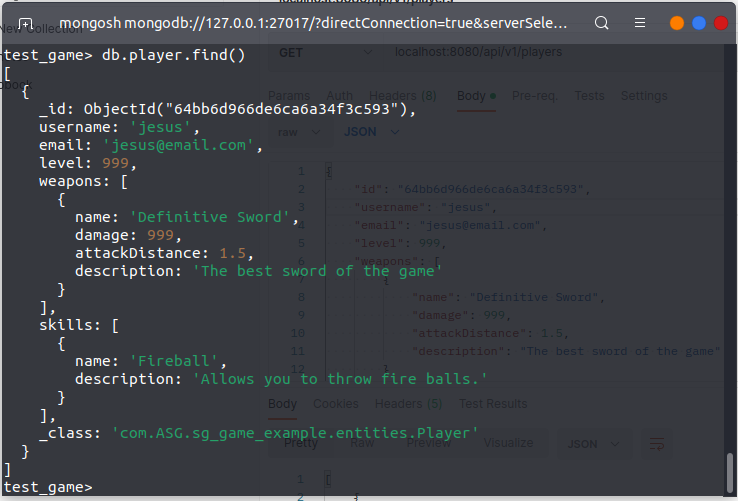 mongosh mongodb://127.0.0.1:27017/?directConnection=true&serverSele…
New Collection
GET localhost:8080/api/v1/players
Params Auth Headers (8) Body Pre-req. Tests Settings
raw JSON
test_game> db.player.find()
[
  {
    _id: ObjectId("64bb6d966de6ca6a34f3c593"),
    username: 'jesus',
    email: 'jesus@email.com',
    level: 999,
    weapons: [
      {
        name: 'Definitive Sword',
        damage: 999,
        attackDistance: 1.5,
        description: 'The best sword of the game'
      }
    ],
    skills: [
      {
        name: 'Fireball',
        description: 'Allows you to throw fire balls.'
      }
    ],
    _class: 'com.ASG.sg_game_example.entities.Player'
  }
]
test_game>
1 {
2 "id": "64bb6d966de6ca6a34f3c593",
3 "username": "jesus",
4 "email": "jesus@email.com",
5 "level": 999,
6 "weapons": [
7 {
8 "name": "Definitive Sword",
9 "damage": 999,
10 "attackDistance": 1.5,
11 "description": "The best sword of the game"
12 }
Body Cookies Headers (5) Test Results
Pretty Raw Preview Visualize JSON
1 [
2 {